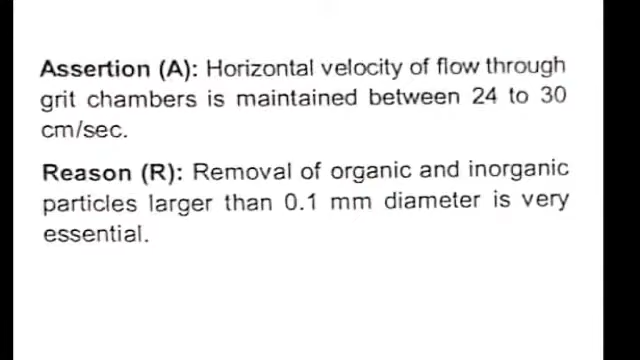 Assertion (A): Horizontal velocity of flow through
grit chambers is maintained between 24 to 30
cm/sec.
Reason (R): Removal of organic and inorganic
particles larger than 0.1 mm diameter is very
essential.